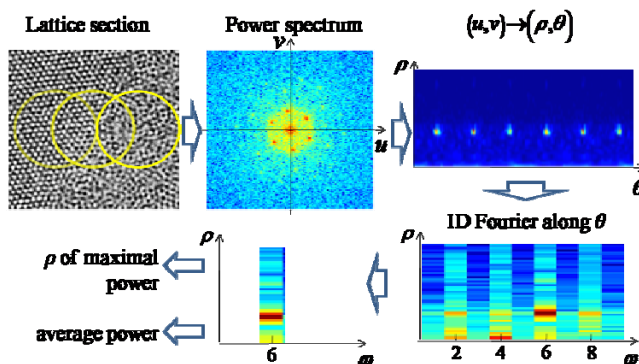 Lattice section
Power spectrum
(u,v)→(ρ,θ)
v
u
ρ
θ
1D Fourier along θ
ρ
2 4 6 8
ω
ρ
6
ω
ρ of maximal
power
average power